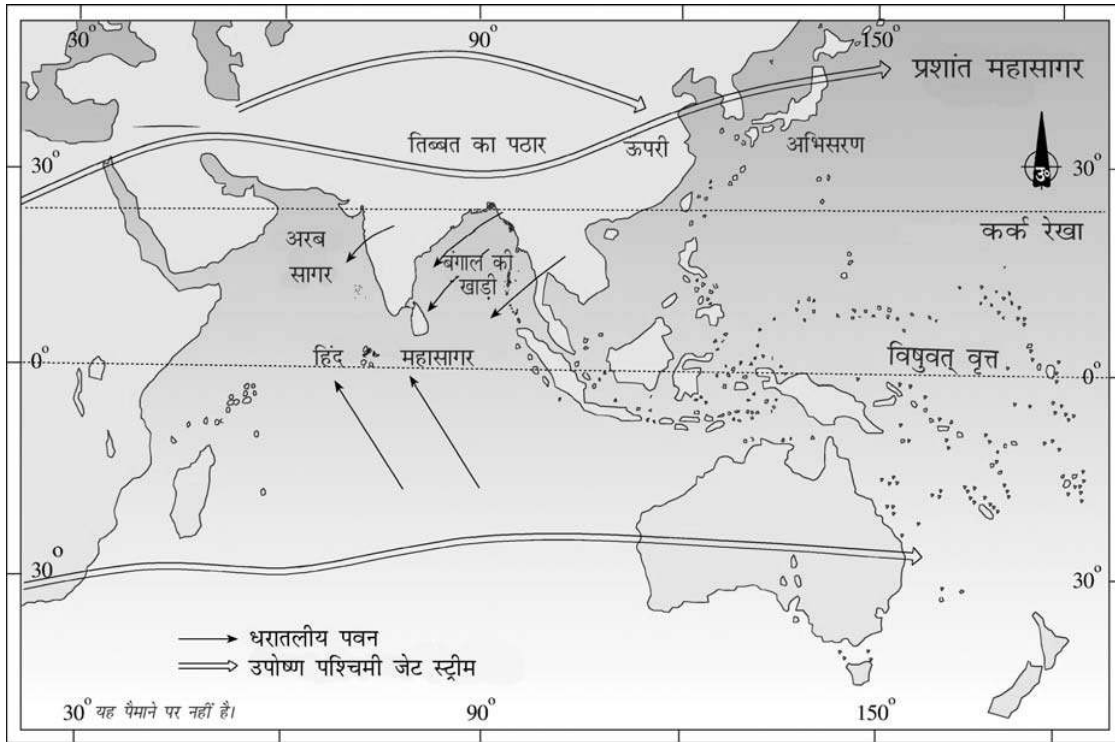 30° 90° 150°
प्रशांत महासागर
तिब्बत का पठार ऊपरी अभिसरण
30° 30°
उ०
कर्क रेखा
अरब
सागर
बंगाल की
खाड़ी
हिंद महासागर
विषुवत् वृत्त
0° 0°
30° 30°
धरातलीय पवन
उपोष्ण पश्चिमी जेट स्ट्रीम
30° यह पैमाने पर नहीं है। 90° 150°